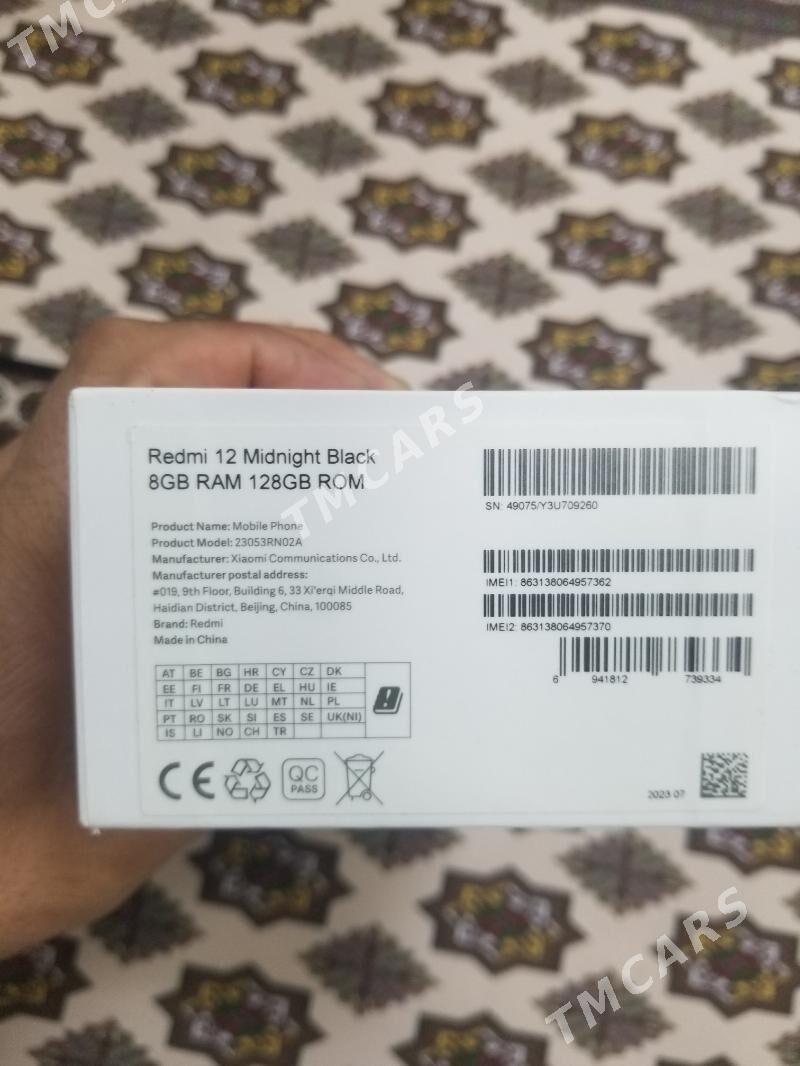 TMCARS
Redmi 12 Midnight Black
8GB RAM 128GB ROM
Product Name: Mobile Phone
Product Model: 23053RN02A
Manufacturer: Xiaomi Communications Co., Ltd.
Manufacturer postal address:
#019, 9th Floor, Building 6, 33 Xi'erqi Middle Road,
Haidian District, Beijing, China, 100085
Brand: Redmi
Made in China
AT BE BG HR CY CZ DK
EE FI FR DE EL HU IE
IT LV LT LU MT NL PL
PT RO SK SI ES SE UK(NI)
IS LI NO CH TR
CE
QC
PASS
SN: 49075/Y3U709260
IMEI1: 863138064957362
IMEI2: 863138064957370
6 941812 739334
2023.07
TMCARS
TMCARS